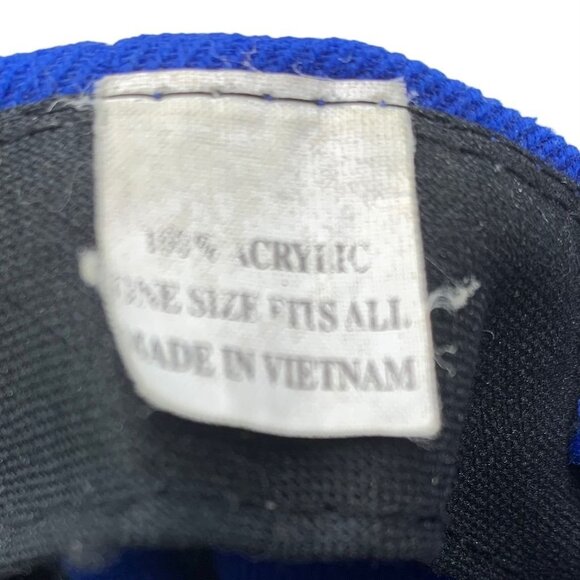 100% ACRYLIC
ONE SIZE FITS ALL
MADE IN VIETNAM